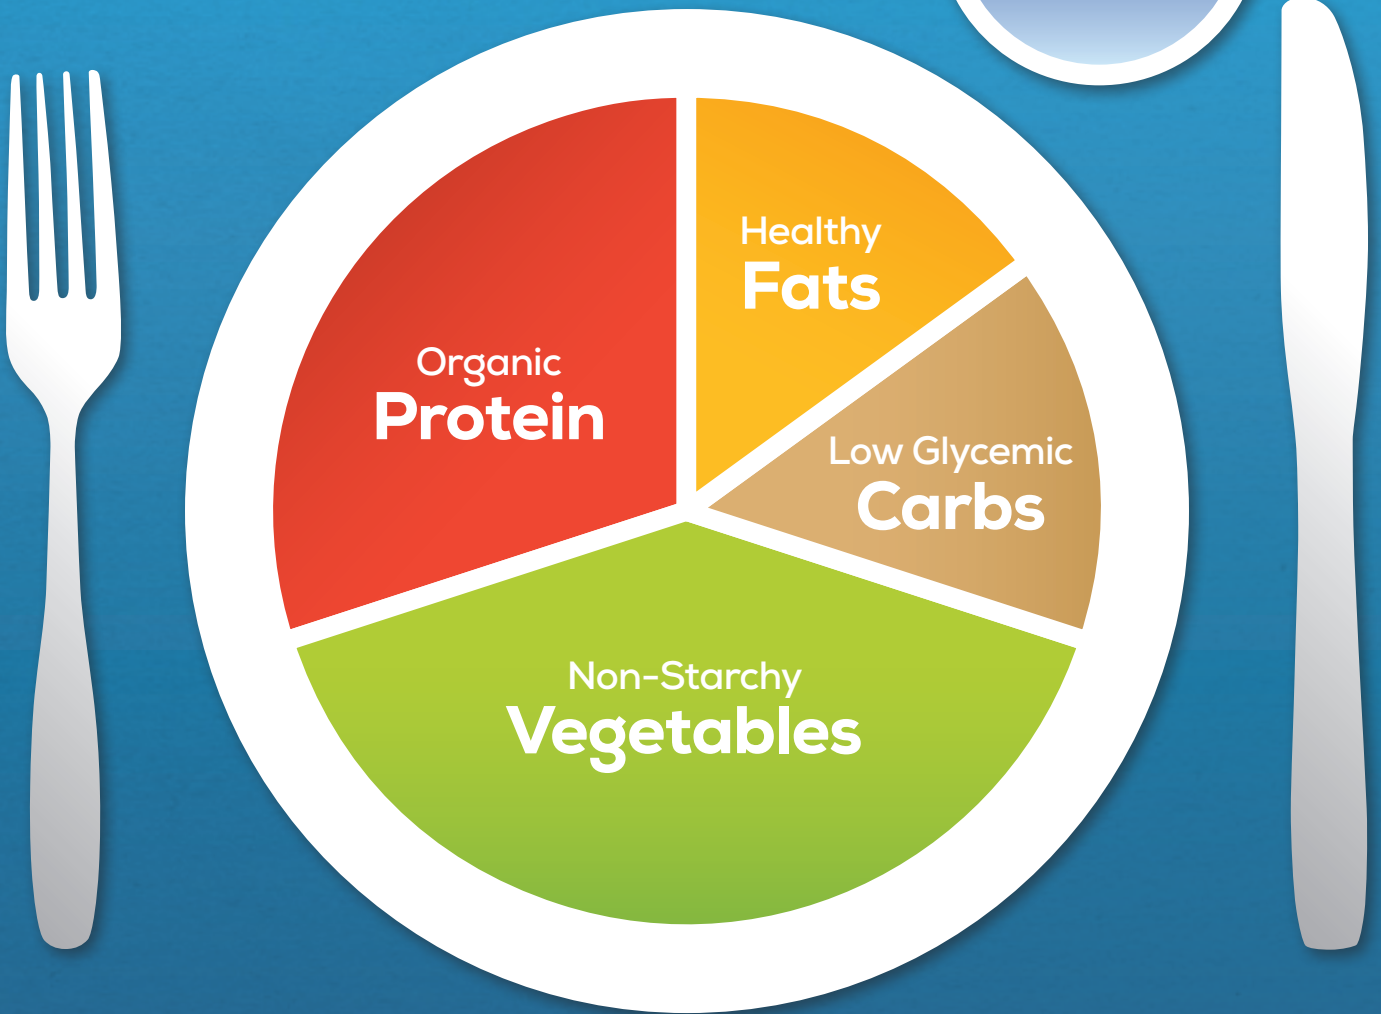 Healthy
Fats
Organic
Protein
Low Glycemic
Carbs
Non-Starchy
Vegetables